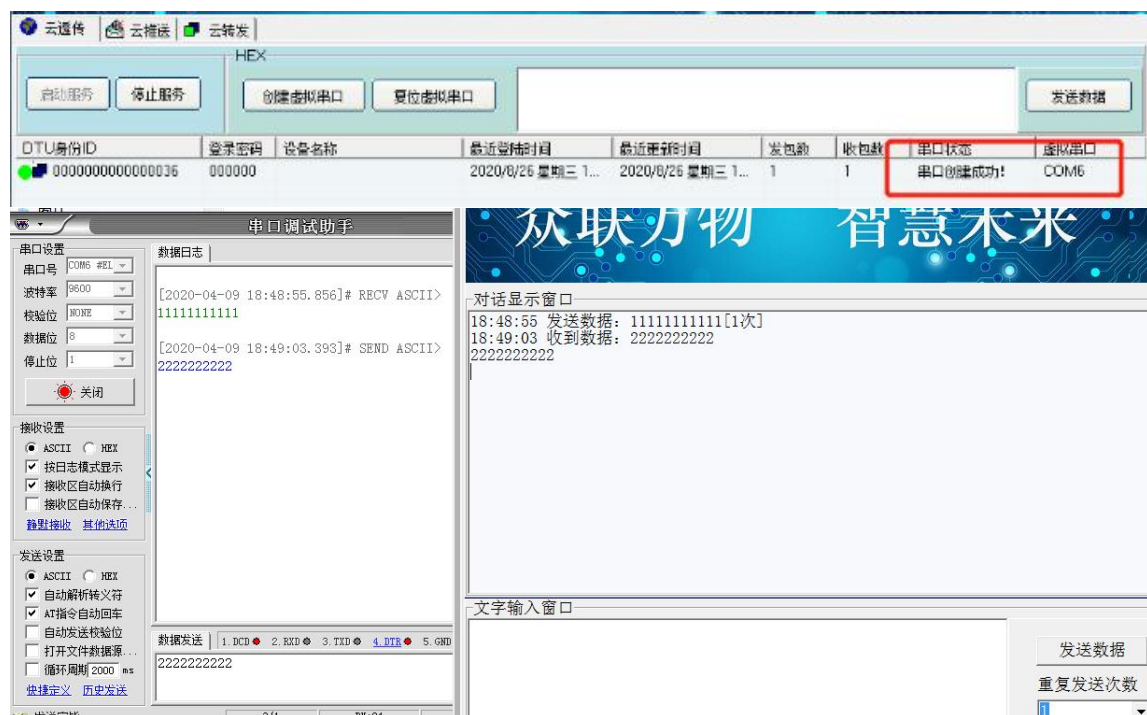 云透传 云推送 云转发
HEX
启动服务 停止服务 创建虚拟串口 复位虚拟串口 发送数据
DTU身份ID 登录密码 设备名称 最近登陆时间 最近更新时间 发包数 收包数 串口状态 虚拟串口
0000000000000036 000000 2020/8/26 星期三 1... 2020/8/26 星期三 1... 1 1 串口创建成功! COM6
串口调试助手
串口设置
串口号 COM6 #EL
波特率 9600
校验位 NONE
数据位 8
停止位 1
关闭
接收设置
ASCII HEX
按日志模式显示
接收区自动换行
接收区自动保存...
静默接收 其他选项
发送设置
ASCII HEX
自动解析转义符
AT指令自动回车
自动发送校验位
打开文件数据源...
循环周期 2000 ms
快捷定义 历史发送
数据日志
[2020-04-09 18:48:55.856]# RECV ASCII>
11111111111
[2020-04-09 18:49:03.393]# SEND ASCII>
2222222222
数据发送 1.DCD 2.RXD 3.TXD 4.DTR 5.GND
2222222222
众联万物 智慧未来
对话显示窗口
18:48:55 发送数据: 11111111111[1次]
18:49:03 收到数据: 2222222222
2222222222
文字输入窗口
发送数据
重复发送次数
1